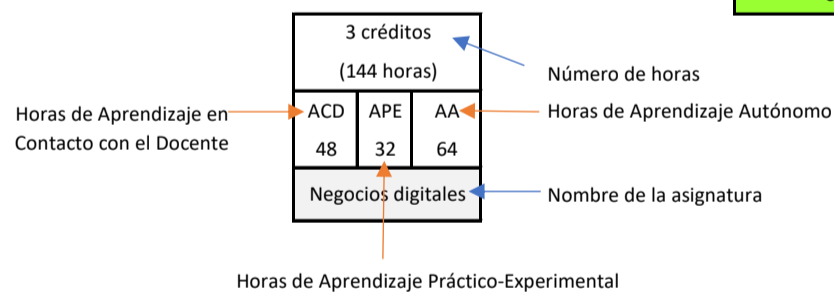 3 créditos
(144 horas)
Número de horas
Horas de Aprendizaje en
Contacto con el Docente
ACD APE AA
48 32 64
Horas de Aprendizaje Autónomo
Negocios digitales
Nombre de la asignatura
Horas de Aprendizaje Práctico-Experimental